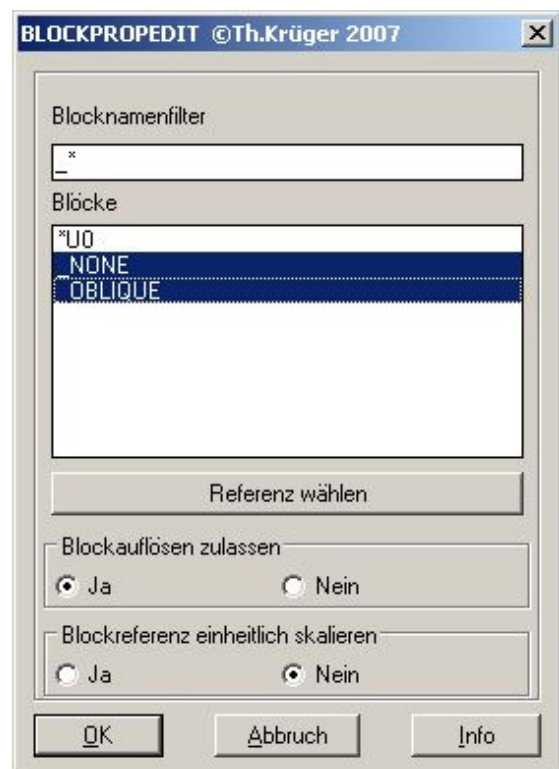 BLOCKPROPEDIT ©Th.Krüger 2007
Blocknamenfilter
_*
Blöcke
*U0
_NONE
_OBLIQUE
Referenz wählen
Blockauflösen zulassen
Ja Nein
Blockreferenz einheitlich skalieren
Ja Nein
OK Abbruch Info